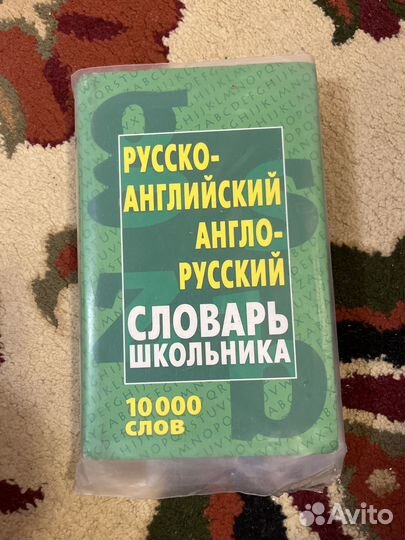 РУССКО-
АНГЛИЙСКИЙ
АНГЛО-
РУССКИЙ
СЛОВАРЬ
ШКОЛЬНИКА
10 000
СЛОВ
Avito